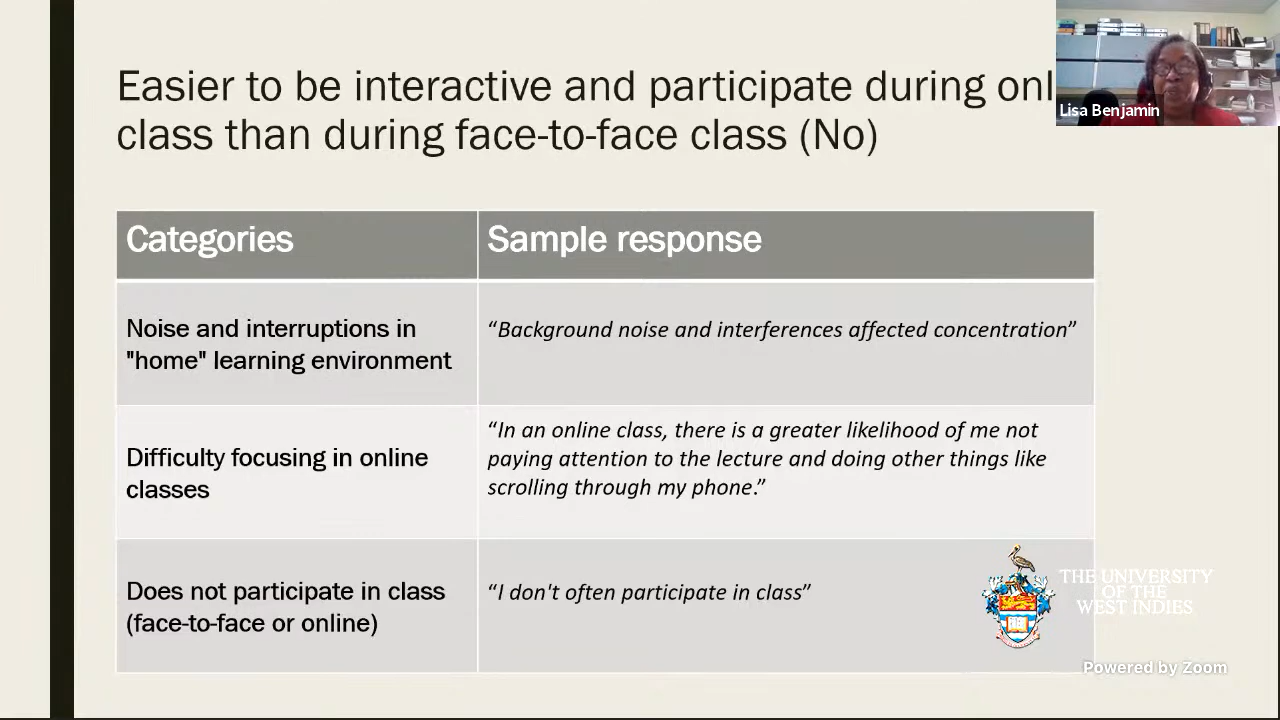 Easier to be interactive and participate during onl
class than during face-to-face class (No)
Lisa Benjamin
Categories
Sample response
Noise and interruptions in
"home" learning environment
“Background noise and interferences affected concentration”
Difficulty focusing in online
classes
“In an online class, there is a greater likelihood of me not
paying attention to the lecture and doing other things like
scrolling through my phone.”
Does not participate in class
(face-to-face or online)
“I don't often participate in class”
THE UNIVERSITY
OF THE
WEST INDIES
Powered by Zoom